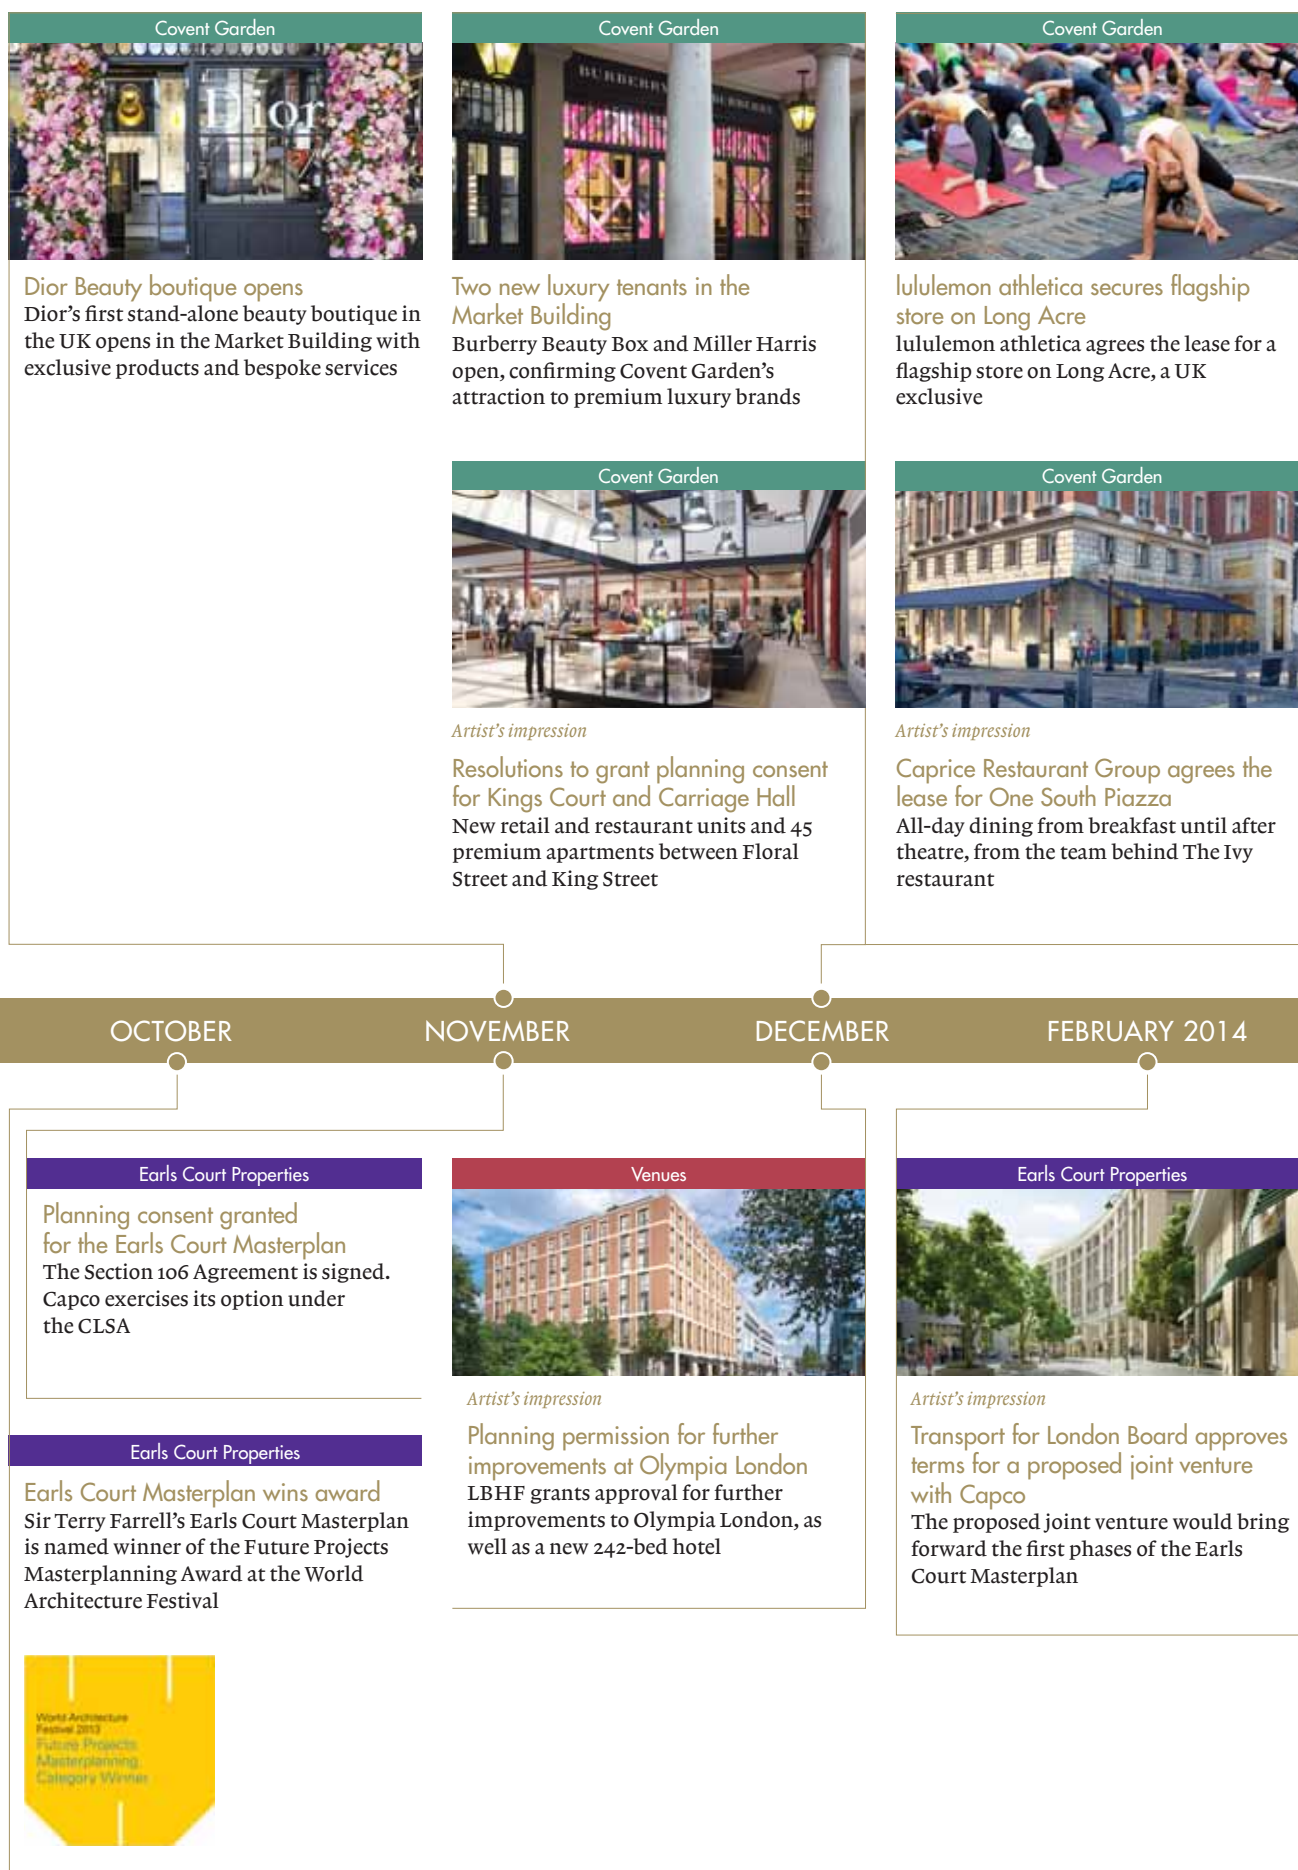 Covent Garden
Dior
Dior Beauty boutique opens
Dior’s first stand-alone beauty boutique in
the UK opens in the Market Building with
exclusive products and bespoke services
Covent Garden
BURBERRY
BURBERRY
Two new luxury tenants in the
Market Building
Burberry Beauty Box and Miller Harris
open, confirming Covent Garden’s
attraction to premium luxury brands
Covent Garden
lululemon athletica secures flagship
store on Long Acre
lululemon athletica agrees the lease for a
flagship store on Long Acre, a UK
exclusive
Covent Garden
Artist’s impression
Resolutions to grant planning consent
for Kings Court and Carriage Hall
New retail and restaurant units and 45
premium apartments between Floral
Street and King Street
Covent Garden
Artist’s impression
Caprice Restaurant Group agrees the
lease for One South Piazza
All-day dining from breakfast until after
theatre, from the team behind The Ivy
restaurant
OCTOBER
NOVEMBER
DECEMBER
FEBRUARY 2014
Earls Court Properties
Planning consent granted
for the Earls Court Masterplan
The Section 106 Agreement is signed.
Capco exercises its option under
the CLSA
Earls Court Properties
Earls Court Masterplan wins award
Sir Terry Farrell’s Earls Court Masterplan
is named winner of the Future Projects
Masterplanning Award at the World
Architecture Festival
World Architecture
Festival 2013
Future Projects
Masterplanning
Category Winner
Venues
Artist’s impression
Planning permission for further
improvements at Olympia London
LBHF grants approval for further
improvements to Olympia London, as
well as a new 242-bed hotel
Earls Court Properties
Artist’s impression
Transport for London Board approves
terms for a proposed joint venture
with Capco
The proposed joint venture would bring
forward the first phases of the Earls
Court Masterplan